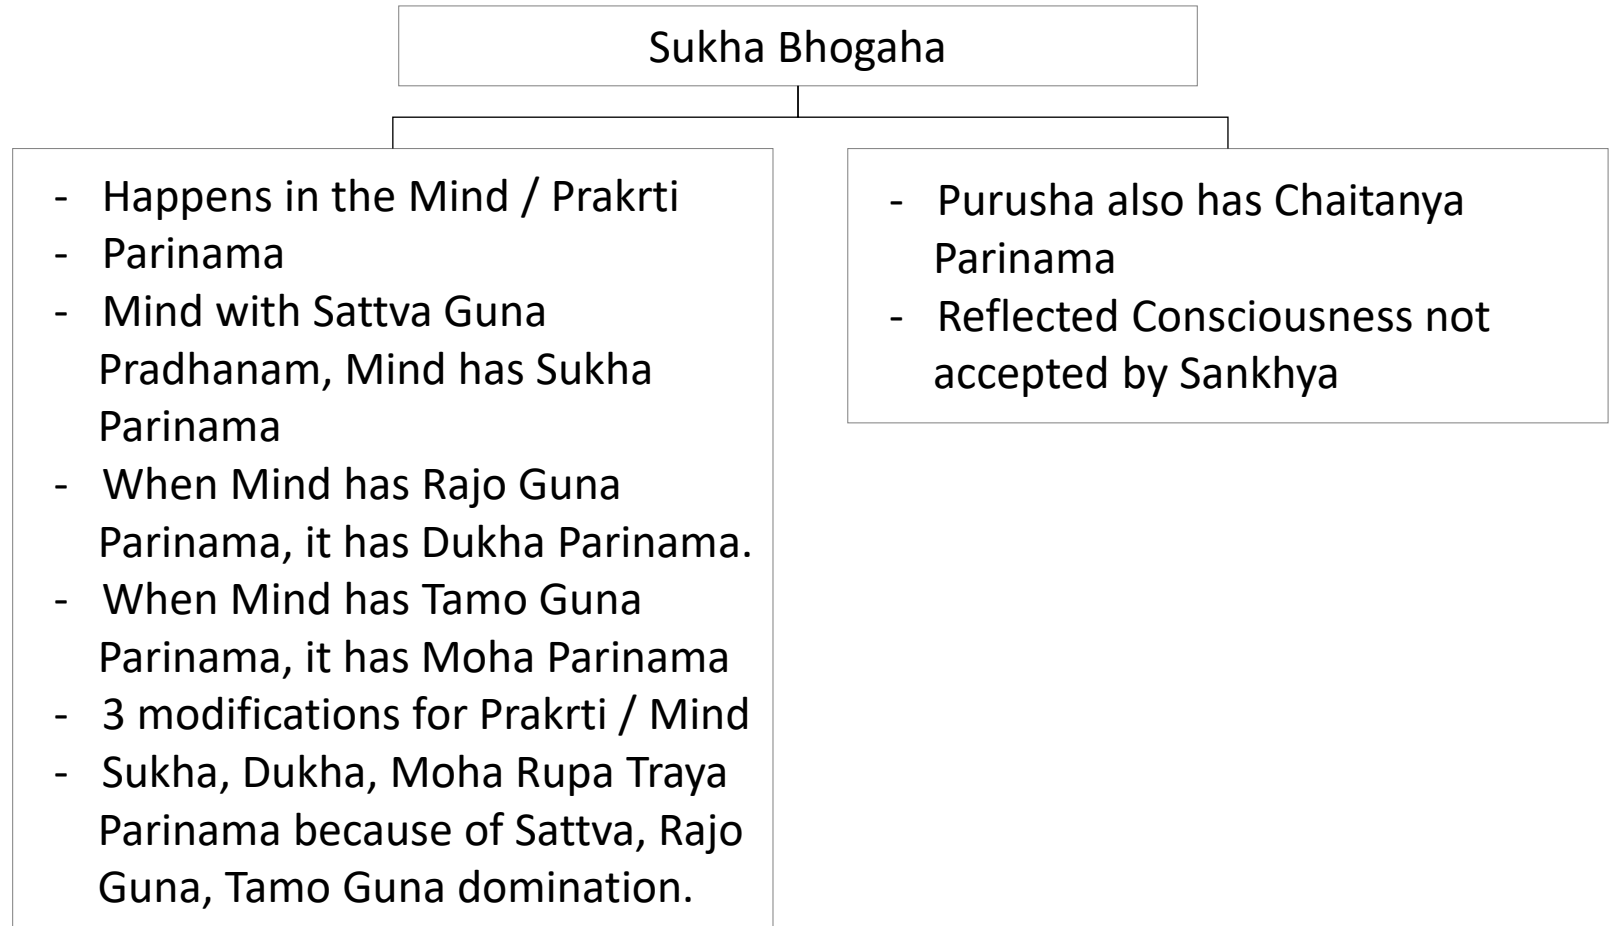 Sukha Bhogaha
- Happens in the Mind / Prakrti
- Parinama
- Mind with Sattva Guna
Pradhanam, Mind has Sukha
Parinama
- When Mind has Rajo Guna
Parinama, it has Dukha Parinama.
- When Mind has Tamo Guna
Parinama, it has Moha Parinama
- 3 modifications for Prakrti / Mind
- Sukha, Dukha, Moha Rupa Traya
Parinama because of Sattva, Rajo
Guna, Tamo Guna domination.
- Purusha also has Chaitanya
Parinama
- Reflected Consciousness not
accepted by Sankhya